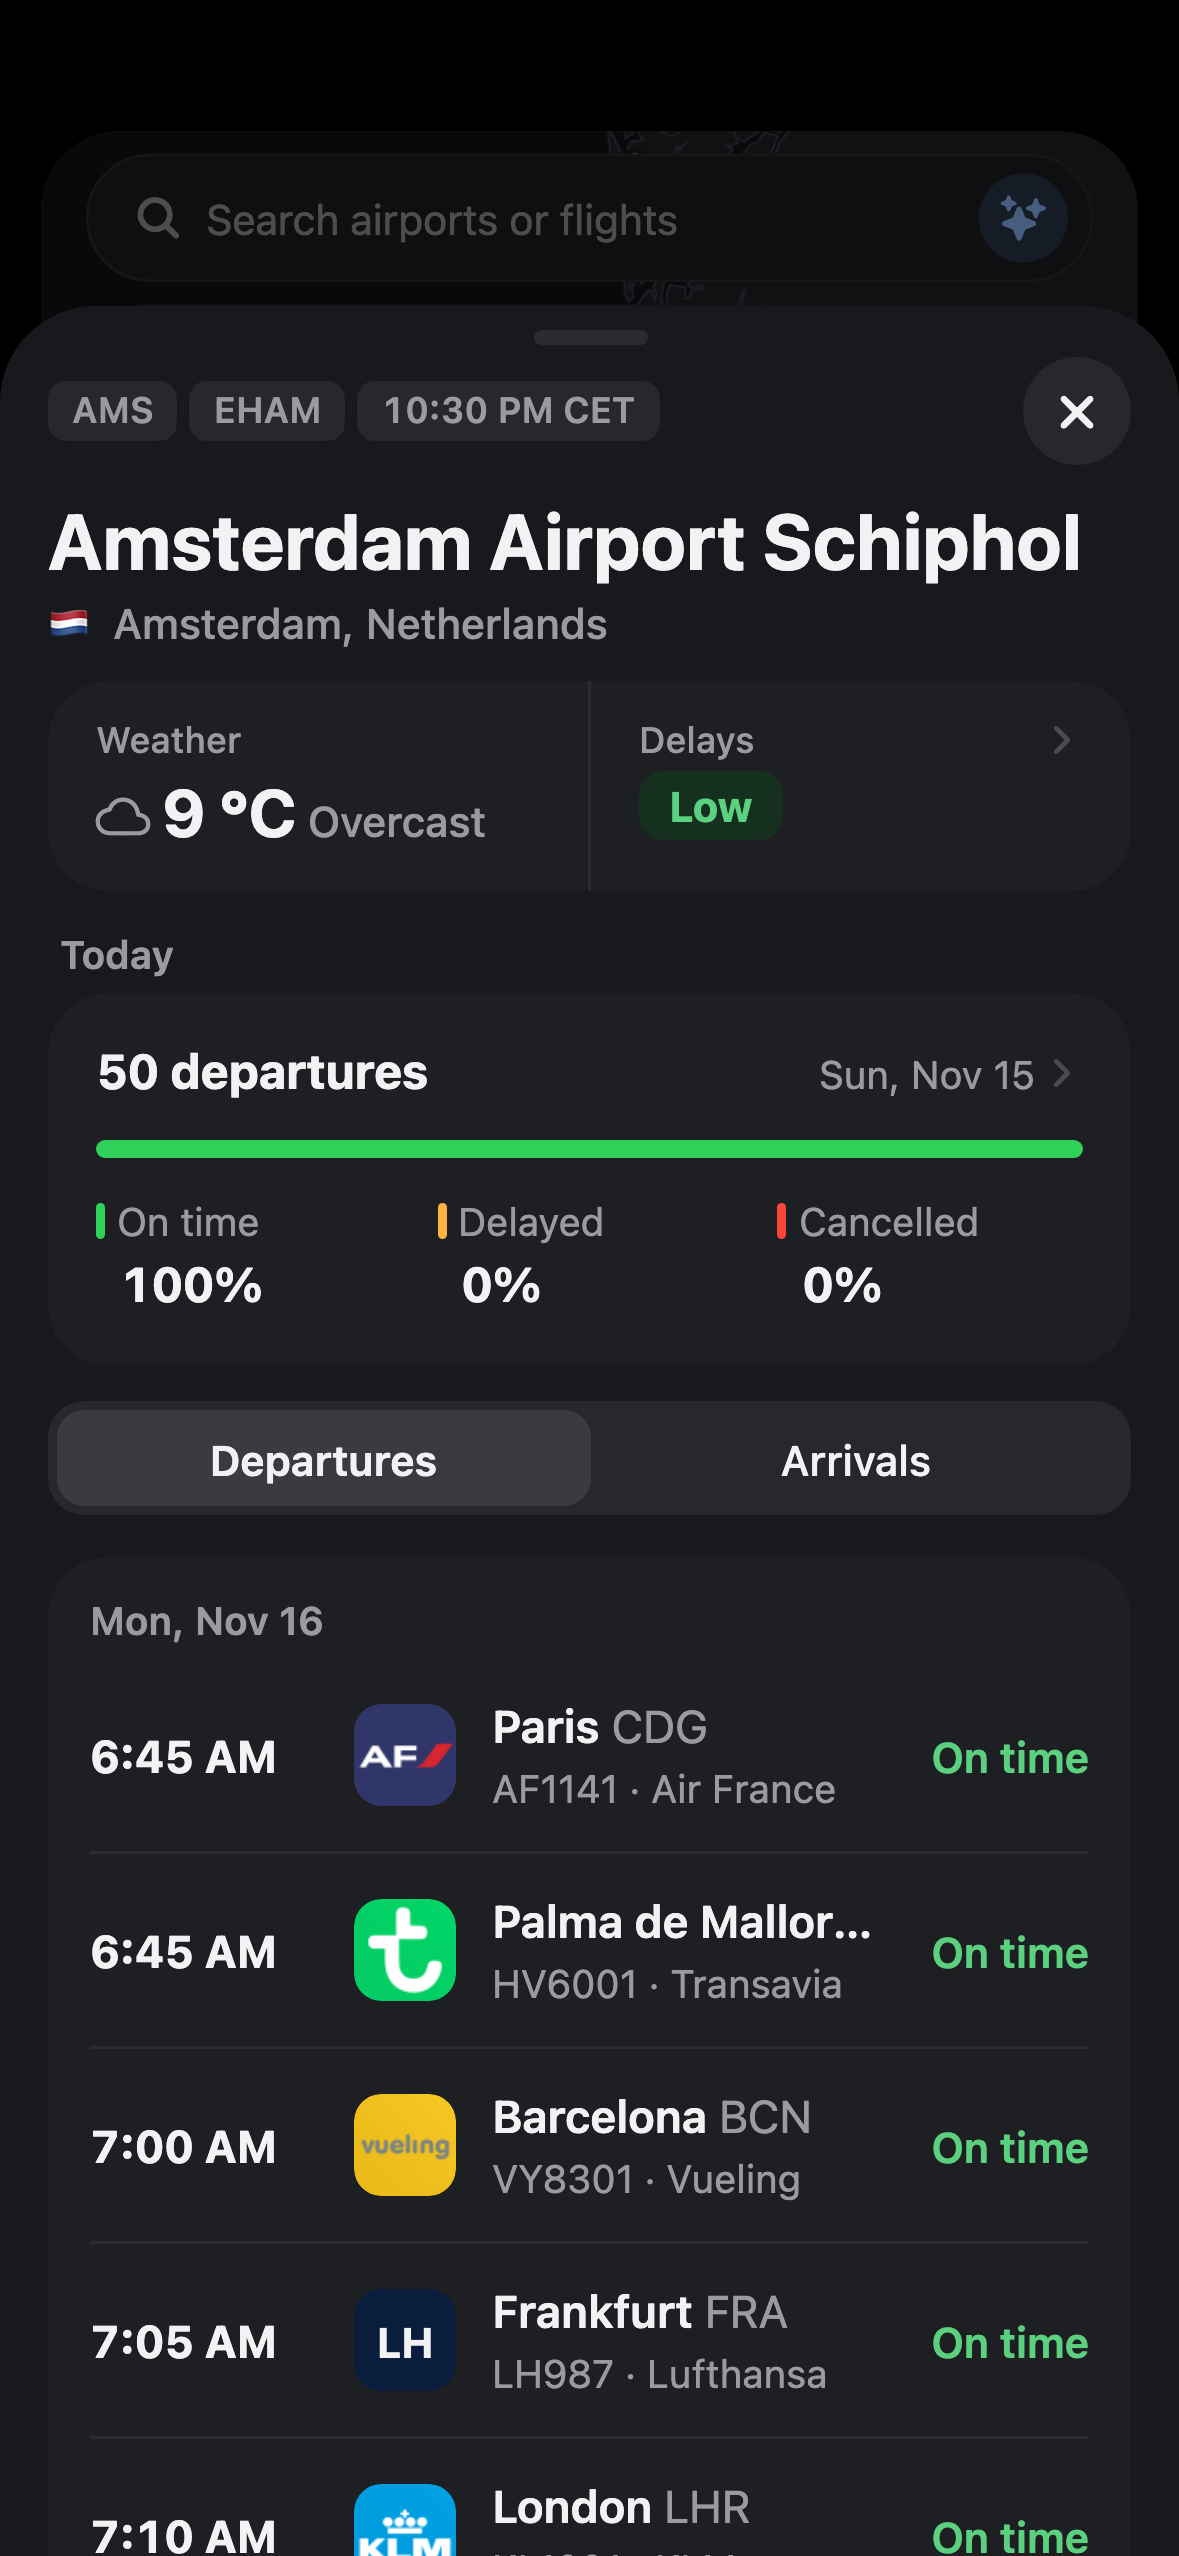 Search airports or flights
AMS EHAM 10:30 PM CET
Amsterdam Airport Schiphol
Amsterdam, Netherlands
Weather
9 °C Overcast
Delays
Low
Today
50 departures Sun, Nov 15
On time Delayed Cancelled
100% 0% 0%
Departures Arrivals
Mon, Nov 16
6:45 AM AF Paris CDG On time
AF1141 · Air France
6:45 AM t Palma de Mallor... On time
HV6001 · Transavia
7:00 AM vueling Barcelona BCN On time
VY8301 · Vueling
7:05 AM LH Frankfurt FRA On time
LH987 · Lufthansa
7:10 AM KLM London LHR On time